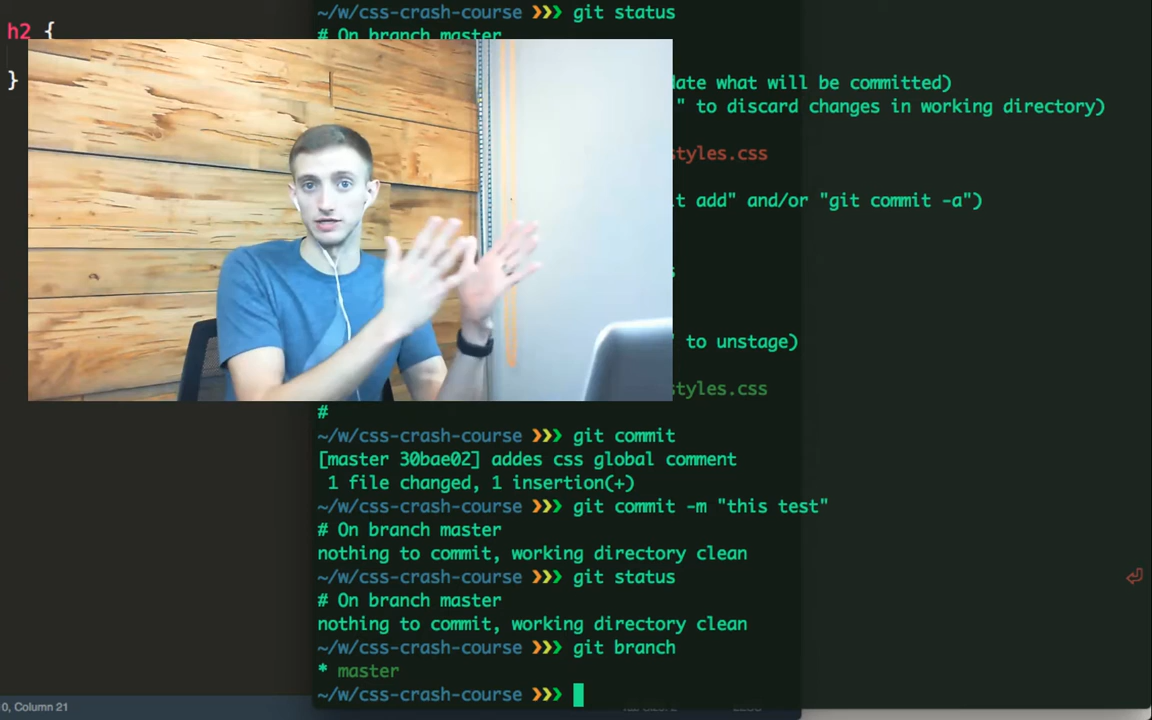 ~/w/css-crash-course ❯❯❯ git status
# On branch master
h2 {
}
date what will be committed)
" to discard changes in working directory)
styles.css
t add" and/or "git commit -a")
" to unstage)
styles.css
#
~/w/css-crash-course ❯❯❯ git commit
[master 30bae02] addes css global comment
1 file changed, 1 insertion(+)
~/w/css-crash-course ❯❯❯ git commit -m "this test"
# On branch master
nothing to commit, working directory clean
~/w/css-crash-course ❯❯❯ git status
# On branch master
nothing to commit, working directory clean
~/w/css-crash-course ❯❯❯ git branch
* master
~/w/css-crash-course ❯❯❯
0, Column 21